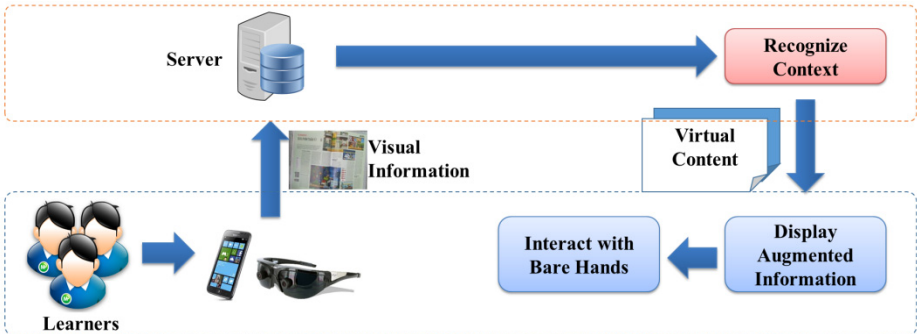 Server
Recognize
Context
Visual
Information
Virtual
Content
Learners
Interact with
Bare Hands
Display
Augmented
Information